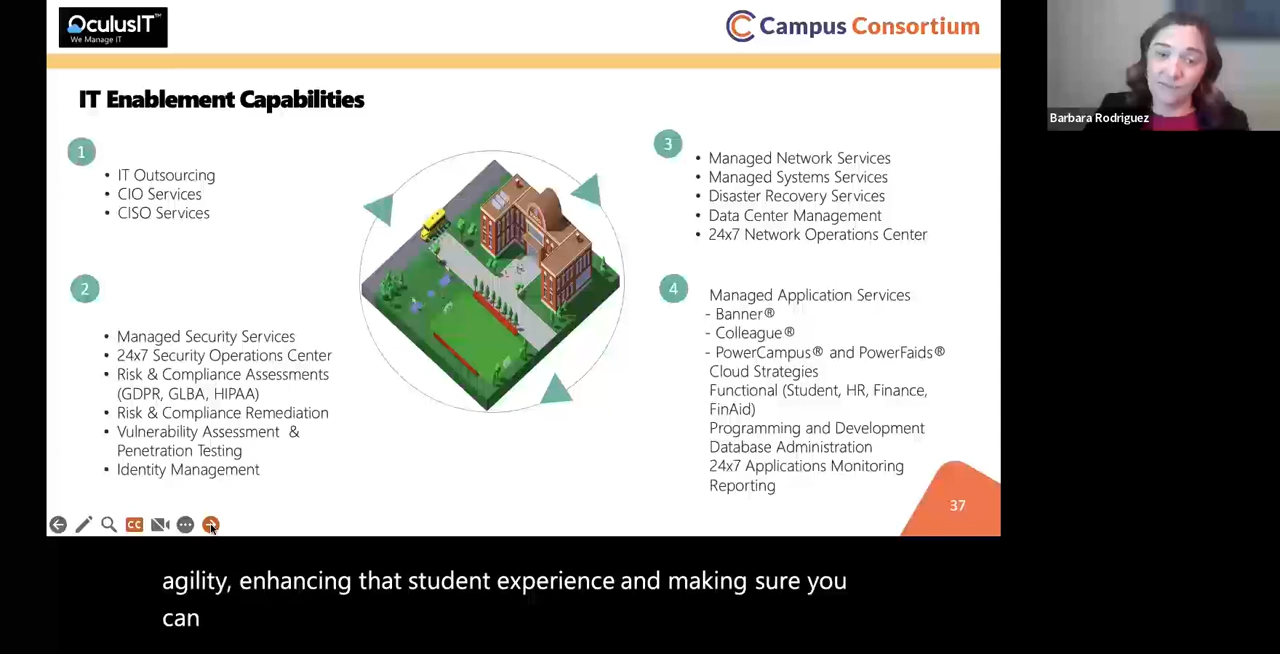 OculusIT™
We Manage IT
Campus Consortium
Barbara Rodriguez
IT Enablement Capabilities
1
• IT Outsourcing
• CIO Services
• CISO Services
2
• Managed Security Services
• 24x7 Security Operations Center
• Risk & Compliance Assessments
(GDPR, GLBA, HIPAA)
• Risk & Compliance Remediation
• Vulnerability Assessment &
Penetration Testing
• Identity Management
3
• Managed Network Services
• Managed Systems Services
• Disaster Recovery Services
• Data Center Management
• 24x7 Network Operations Center
4
Managed Application Services
- Banner®
- Colleague®
- PowerCampus® and PowerFaids®
Cloud Strategies
Functional (Student, HR, Finance,
FinAid)
Programming and Development
Database Administration
24x7 Applications Monitoring
Reporting
37
CC
agility, enhancing that student experience and making sure you
can